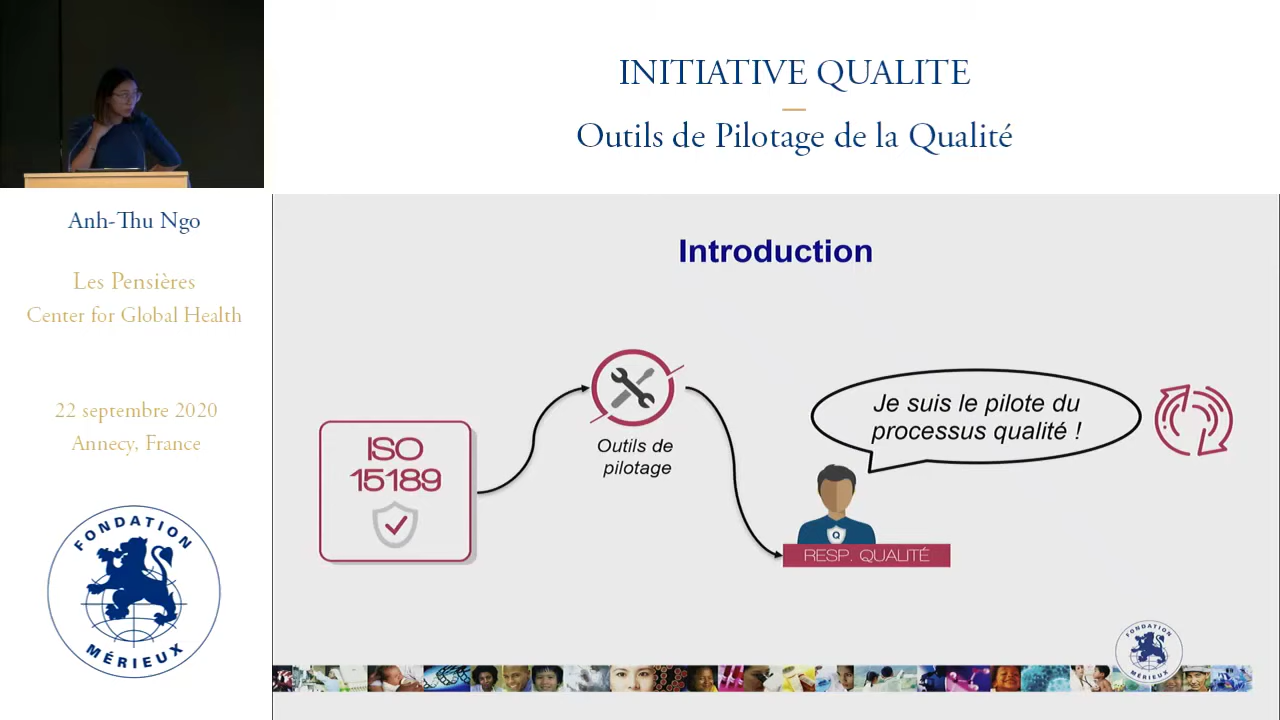 INITIATIVE QUALITE
Outils de Pilotage de la Qualité
Anh-Thu Ngo
Les Pensières
Center for Global Health
22 septembre 2020
Annecy, France
FONDATION
MÉRIEUX
Introduction
ISO
15189
Outils de
pilotage
Je suis le pilote du
processus qualité !
Q
RESP. QUALITÉ
FONDATION
MÉRIEUX